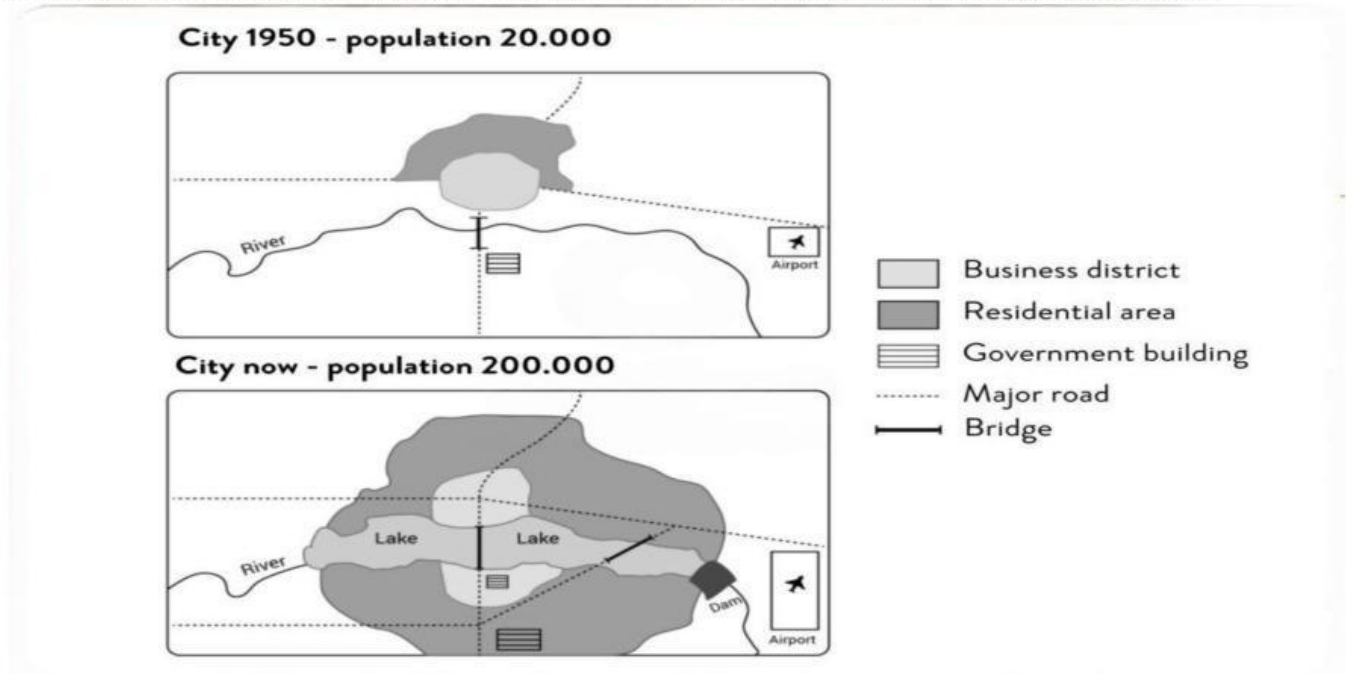 City 1950 - population 20.000
River
Airport
Business district
Residential area
Government building
Major road
Bridge
City now - population 200.000
Lake
Lake
River
Dam
Airport